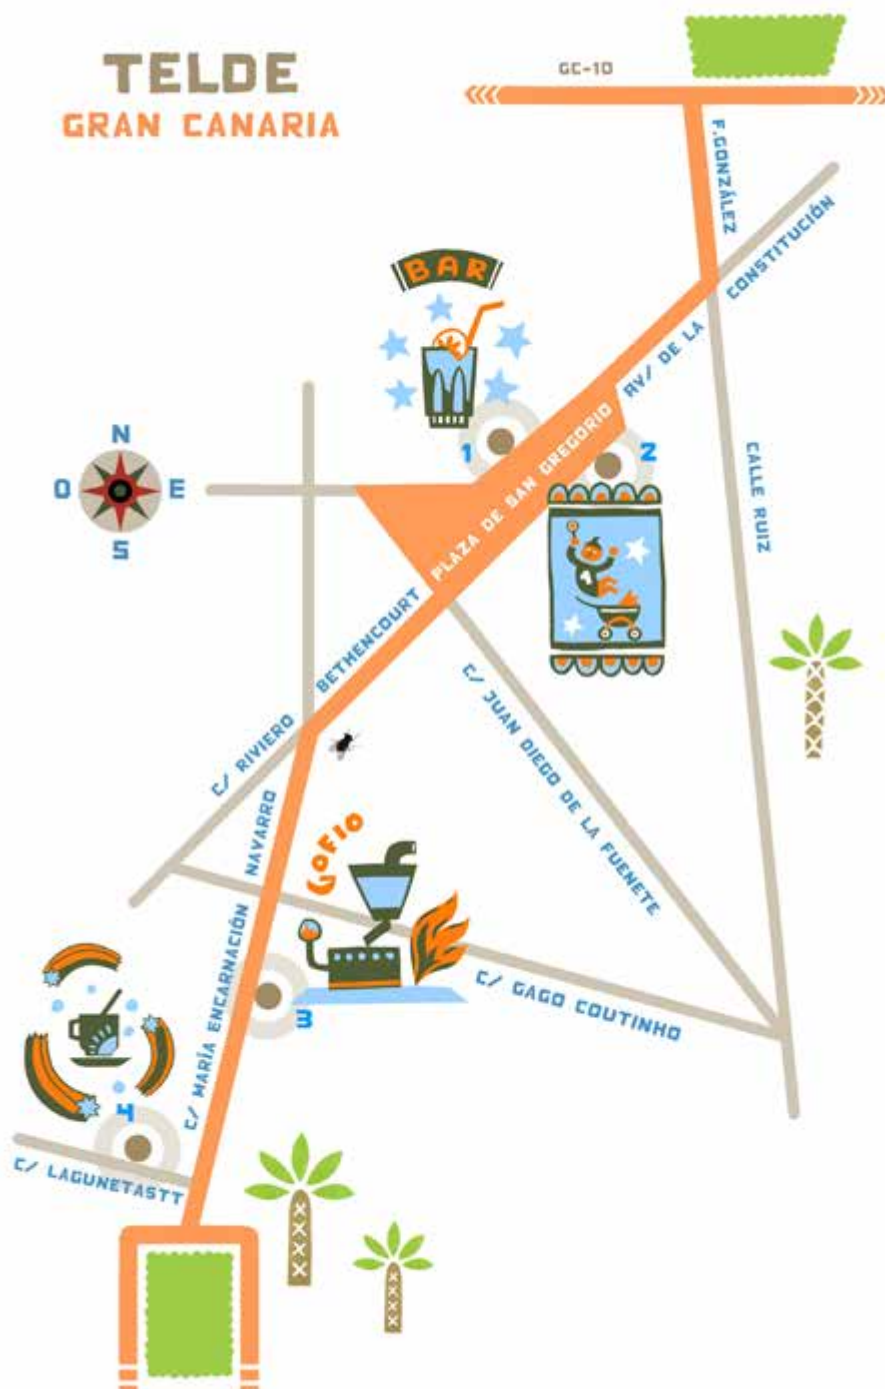 TELDE
GRAN CANARIA
GC-10
F.GONZÁLEZ
AV/ DE LA CONSTITUCIÓN
BAR
1
2
N
O
E
S
PLAZA DE SAN GREGORIO
CALLE RUIZ
C/ RIVIERO BETHENCOURT
C/ JUAN DIEGO DE LA FUENETE
GOFIO
C/ MARÍA ENCARNACIÓN NAVARRO
C/ GAGO COUTINHO
3
4
C/ LAGUNETASTT